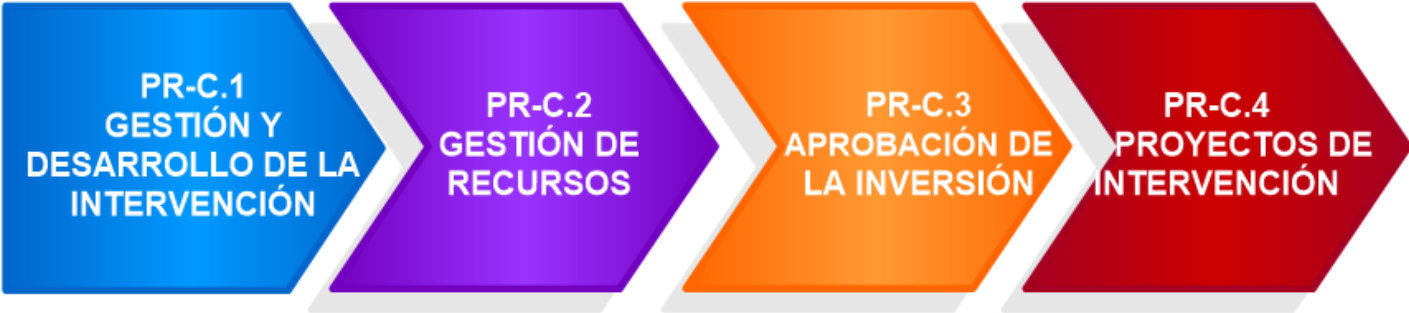 PR-C.1
GESTIÓN Y
DESARROLLO DE LA
INTERVENCIÓN
PR-C.2
GESTIÓN DE
RECURSOS
PR-C.3
APROBACIÓN DE
LA INVERSIÓN
PR-C.4
PROYECTOS DE
INTERVENCIÓN